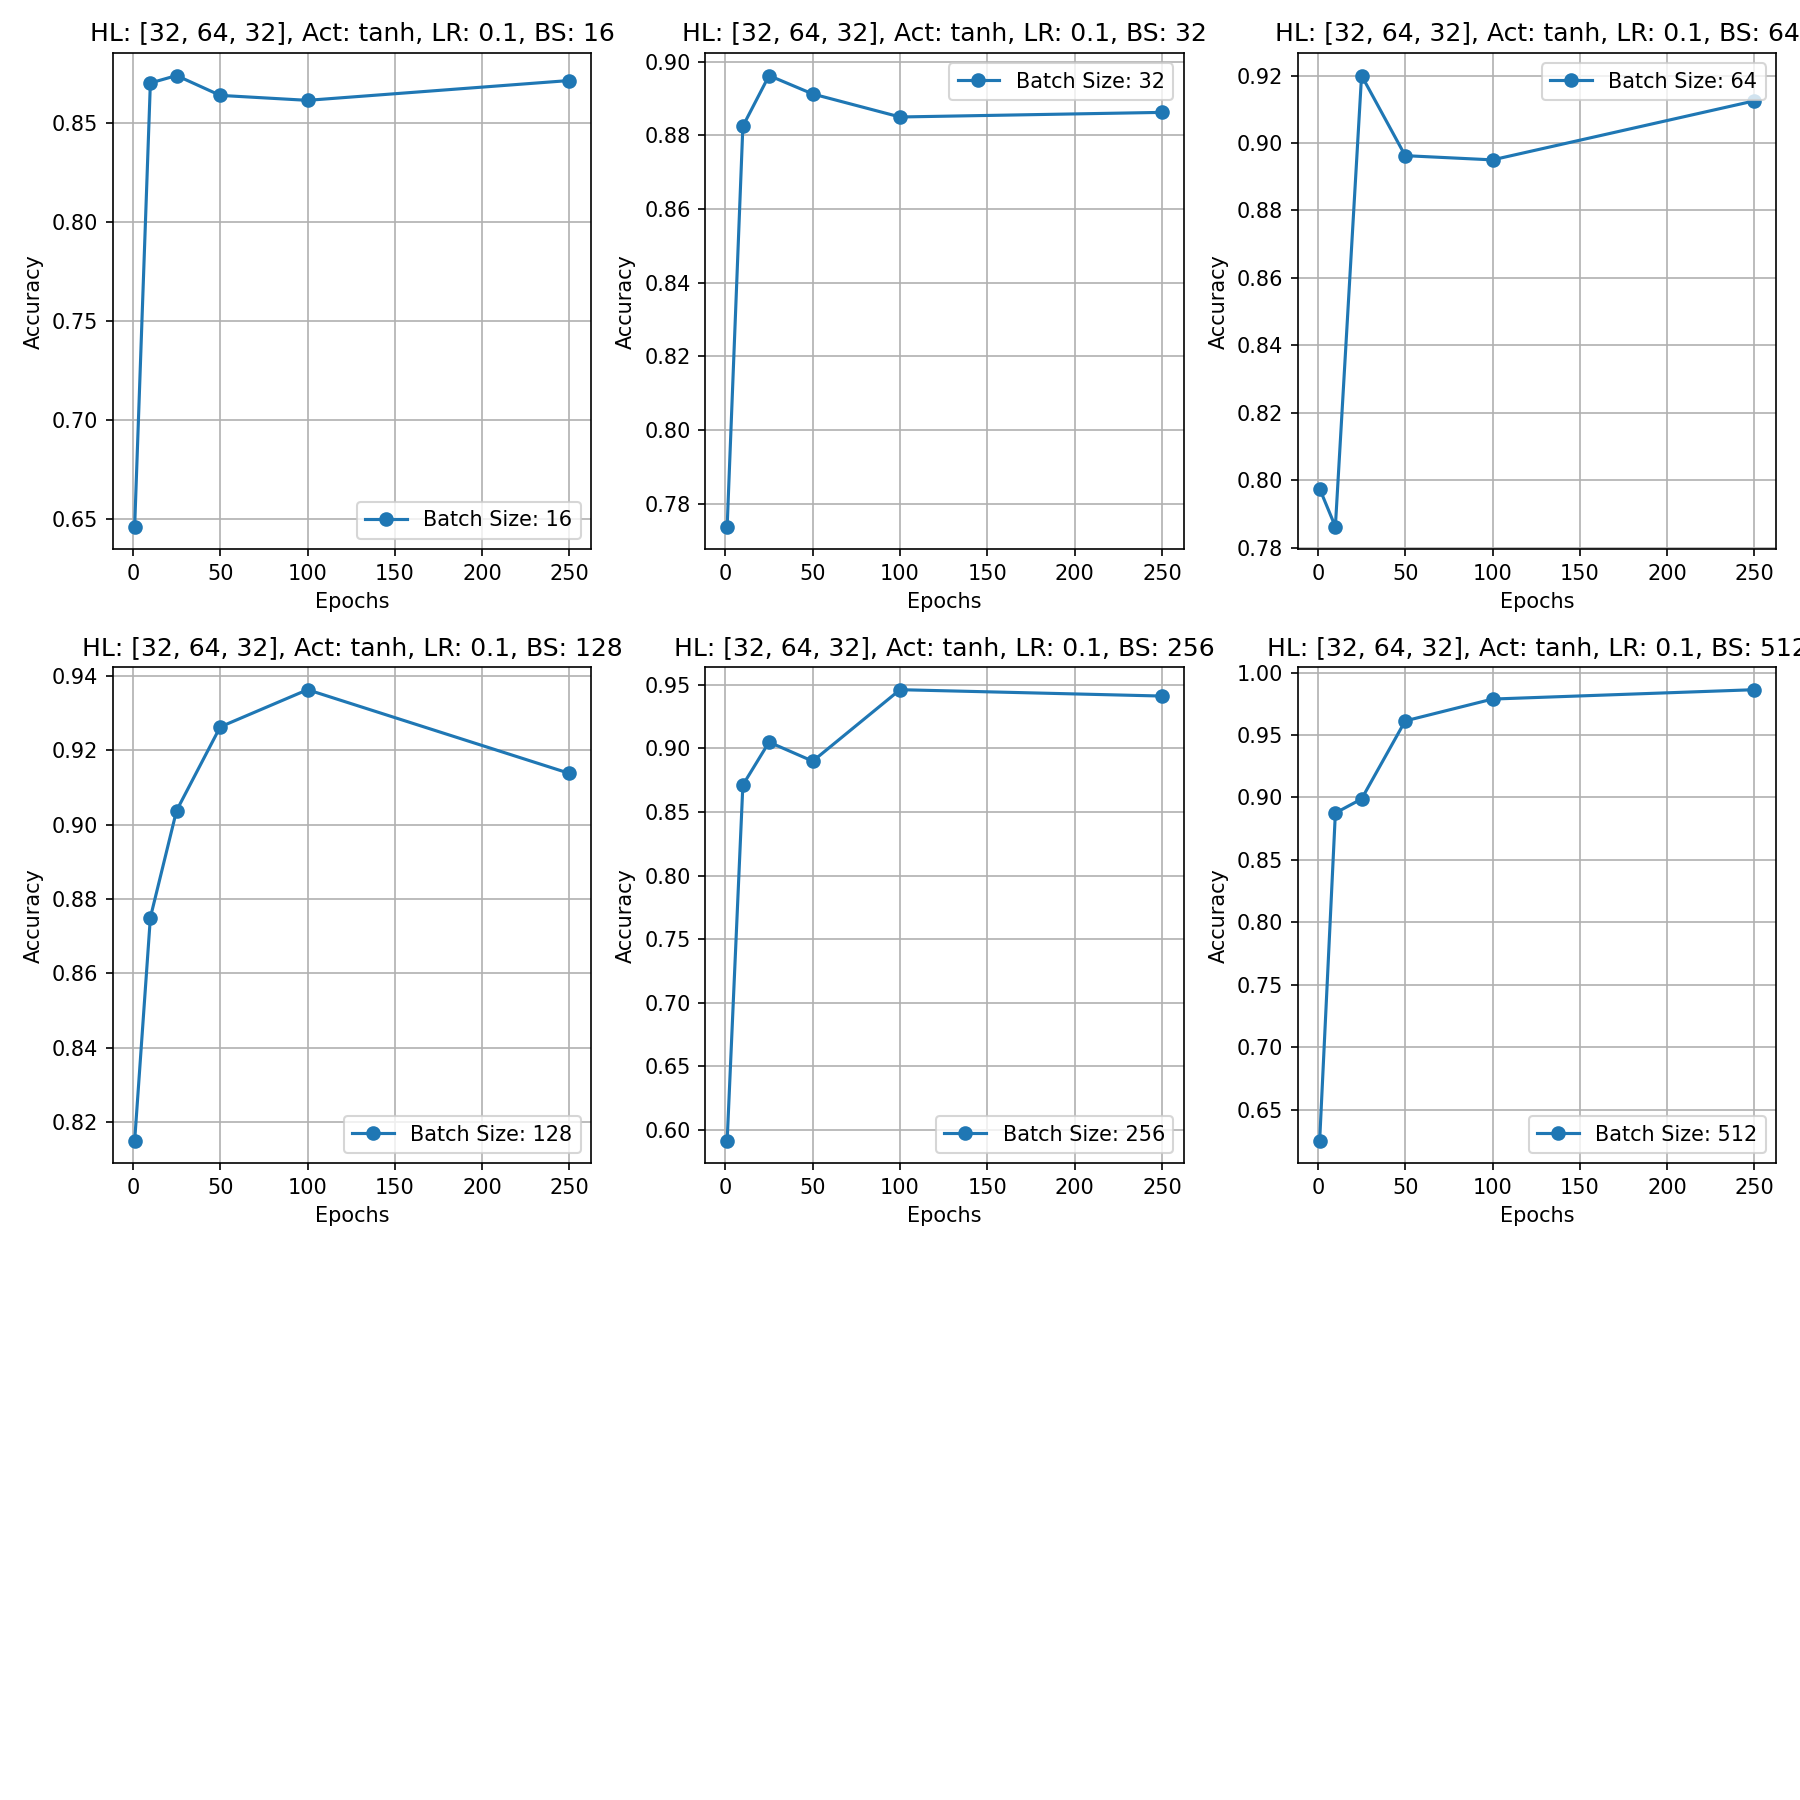 HL: [32, 64, 32], Act: tanh, LR: 0.1, BS: 16
0.85
0.80
0.75
0.70
0.65
Accuracy
Batch Size: 16
0 50 100 150 200 250
Epochs
HL: [32, 64, 32], Act: tanh, LR: 0.1, BS: 32
0.90
0.88
0.86
0.84
0.82
0.80
0.78
Accuracy
Batch Size: 32
0 50 100 150 200 250
Epochs
HL: [32, 64, 32], Act: tanh, LR: 0.1, BS: 64
0.92
0.90
0.88
0.86
0.84
0.82
0.80
0.78
Accuracy
Batch Size: 64
0 50 100 150 200 250
Epochs
HL: [32, 64, 32], Act: tanh, LR: 0.1, BS: 128
0.94
0.92
0.90
0.88
0.86
0.84
0.82
Accuracy
Batch Size: 128
0 50 100 150 200 250
Epochs
HL: [32, 64, 32], Act: tanh, LR: 0.1, BS: 256
0.95
0.90
0.85
0.80
0.75
0.70
0.65
0.60
Accuracy
Batch Size: 256
0 50 100 150 200 250
Epochs
HL: [32, 64, 32], Act: tanh, LR: 0.1, BS: 512
1.00
0.95
0.90
0.85
0.80
0.75
0.70
0.65
Accuracy
Batch Size: 512
0 50 100 150 200 250
Epochs